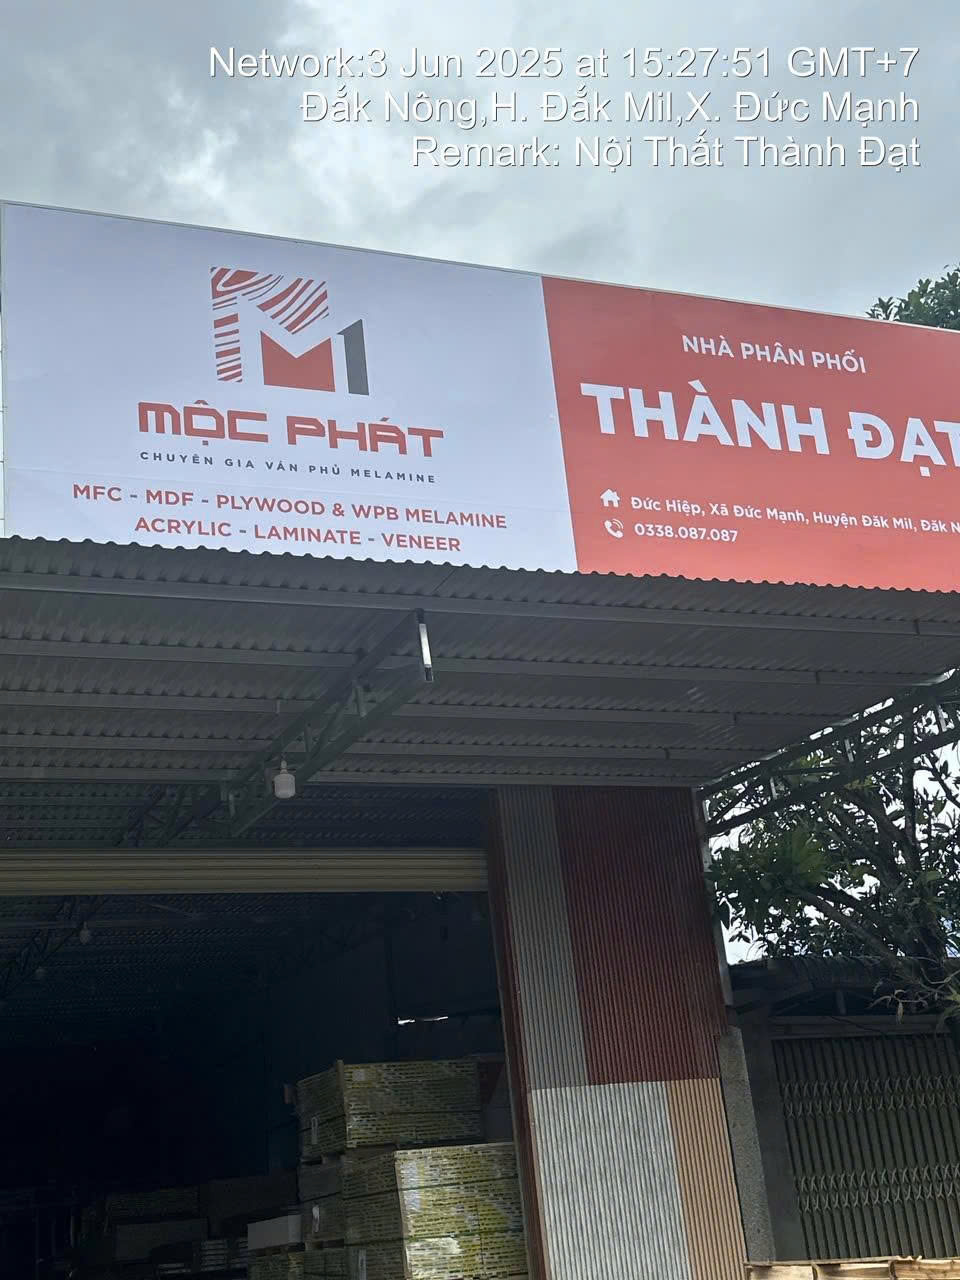 Network:3 Jun 2025 at 15:27:51 GMT+7
Đắk Nông,H. Đắk Mil,X. Đức Mạnh
Remark: Nội Thất Thành Đạt
M1
MỘC PHÁT
CHUYÊN GIA VÁN PHỦ MELAMINE
MFC - MDF - PLYWOOD & WPB MELAMINE
ACRYLIC - LAMINATE - VENEER
NHÀ PHÂN PHỐI
THÀNH ĐẠT
Đức Hiệp, Xã Đức Mạnh, Huyện Đăk Mil, Đăk N
0338.087.087